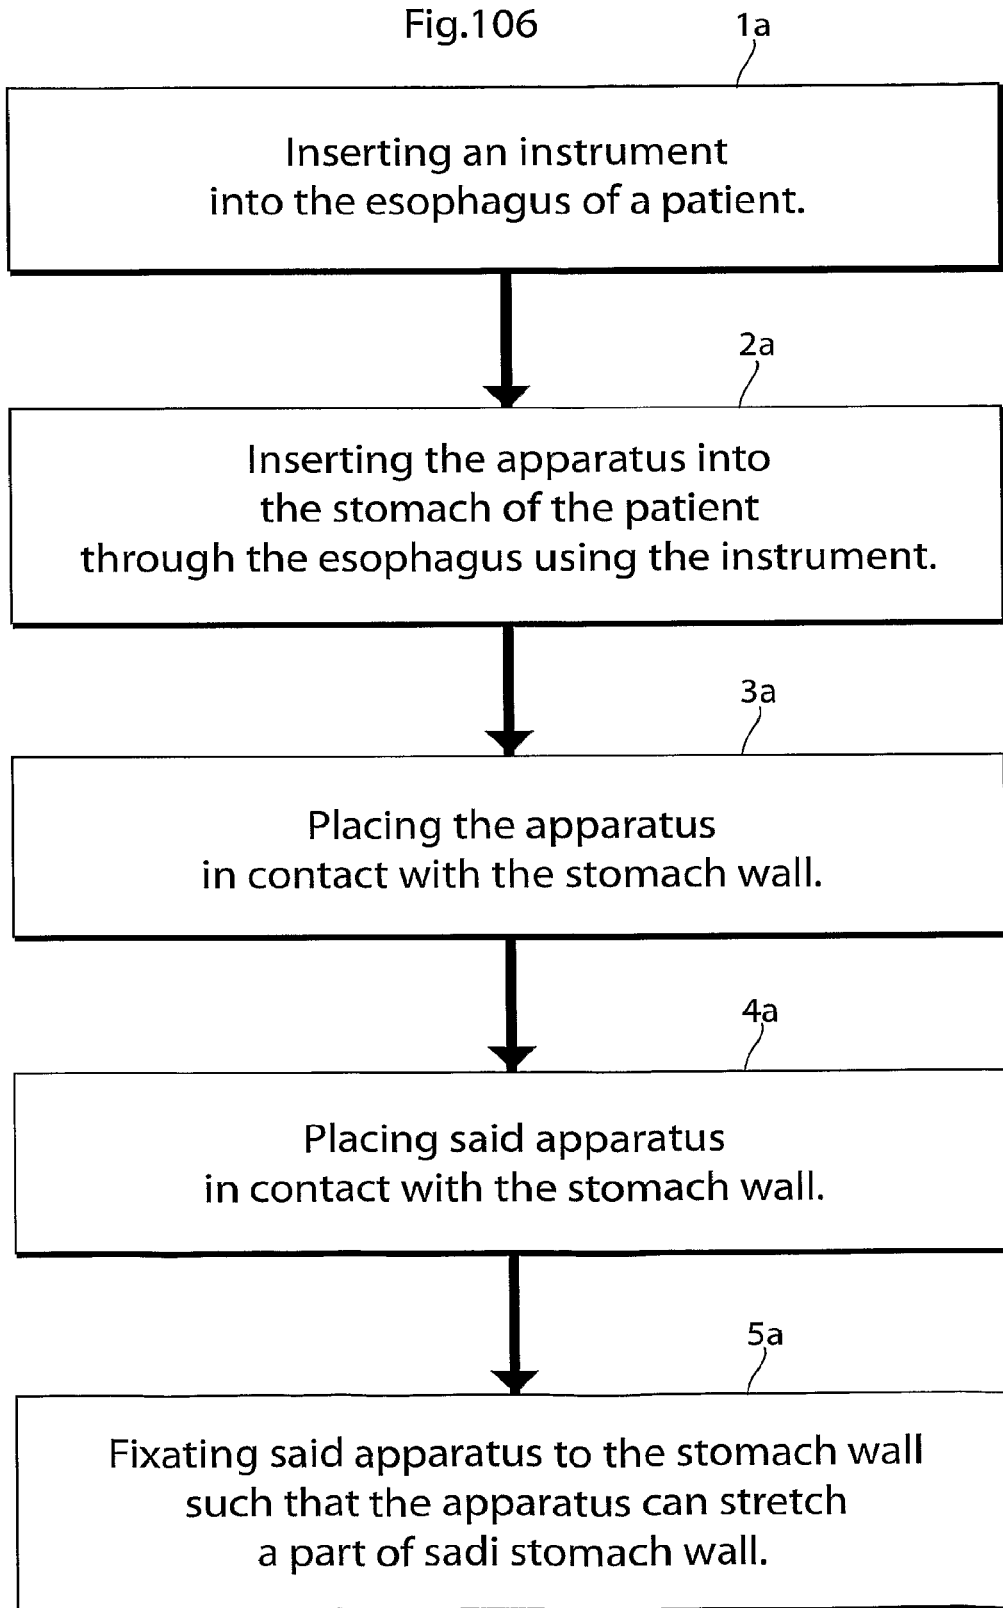 Fig.106
1a
Inserting an instrument
into the esophagus of a patient.
2a
Inserting the apparatus into
the stomach of the patient
through the esophagus using the instrument.
3a
Placing the apparatus
in contact with the stomach wall.
4a
Placing said apparatus
in contact with the stomach wall.
5a
Fixating said apparatus to the stomach wall
such that the apparatus can stretch
a part of sadi stomach wall.